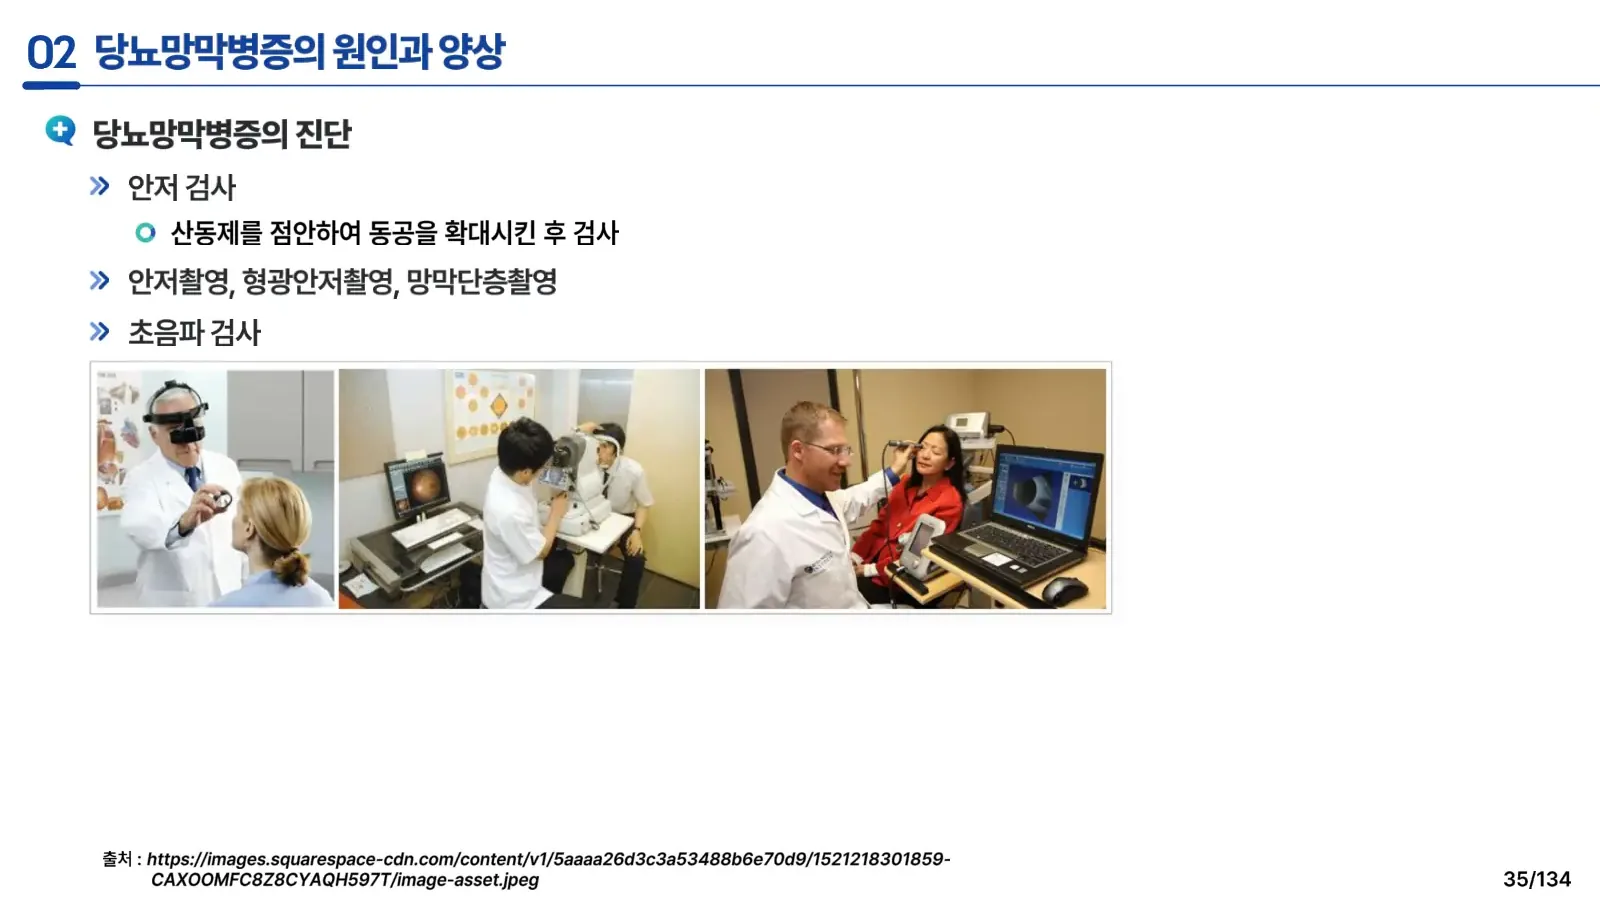 02 당뇨망막병증의 원인과 양상
당뇨망막병증의 진단
안저 검사
산동제를 점안하여 동공을 확대시킨 후 검사
안저촬영, 형광안저촬영, 망막단층촬영
초음파 검사
출처 : https://images.squarespace-cdn.com/content/v1/5aaaa26d3c3a53488b6e70d9/1521218301859-
CAXOOMFC8Z8CYAQH597T/image-asset.jpeg
35/134